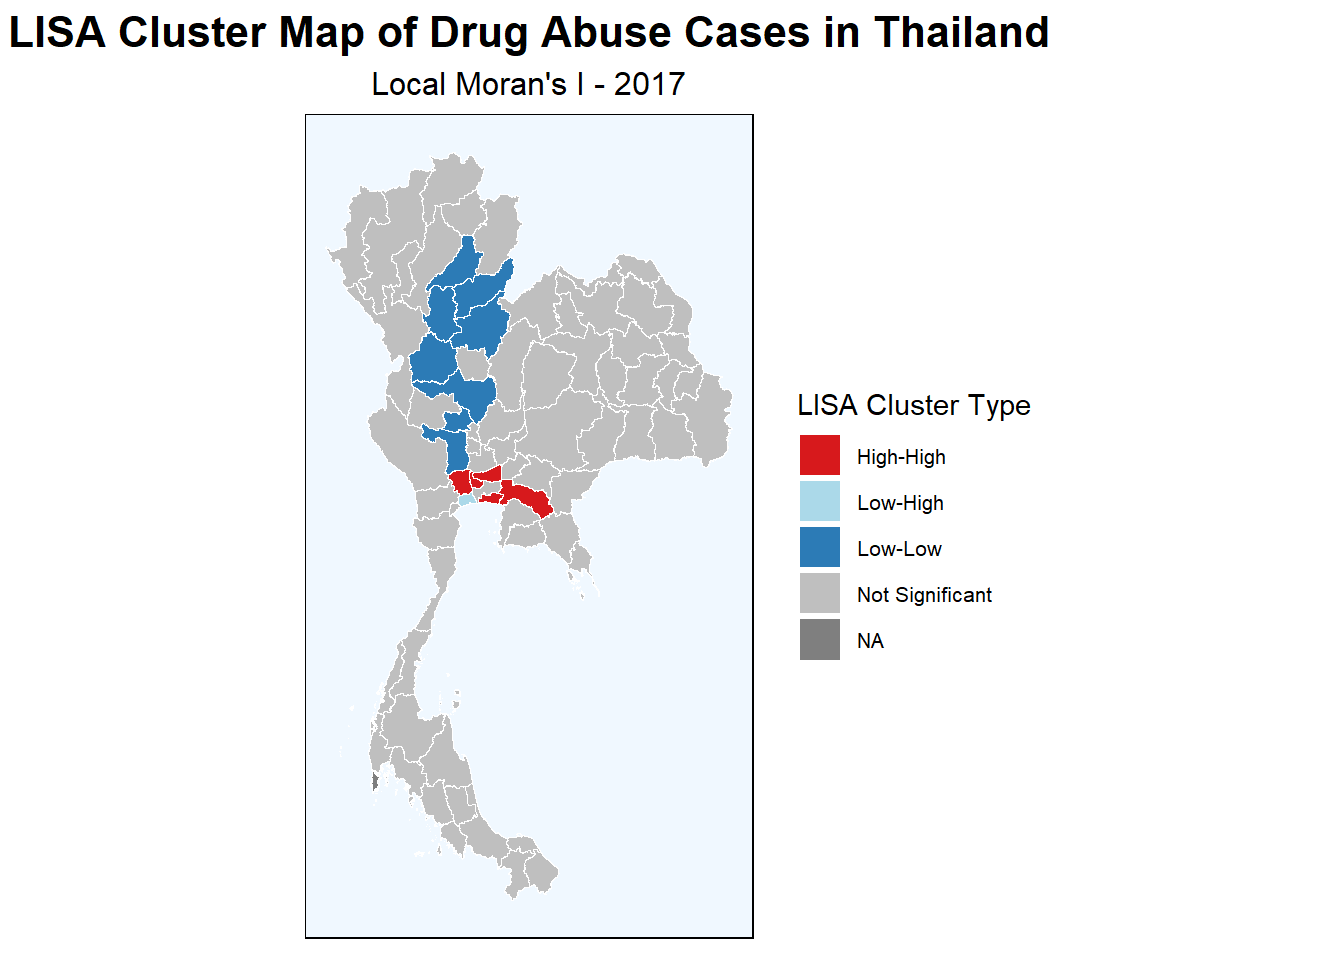 LISA Cluster Map of Drug Abuse Cases in Thailand
Local Moran's I - 2017
LISA Cluster Type
High-High
Low-High
Low-Low
Not Significant
NA